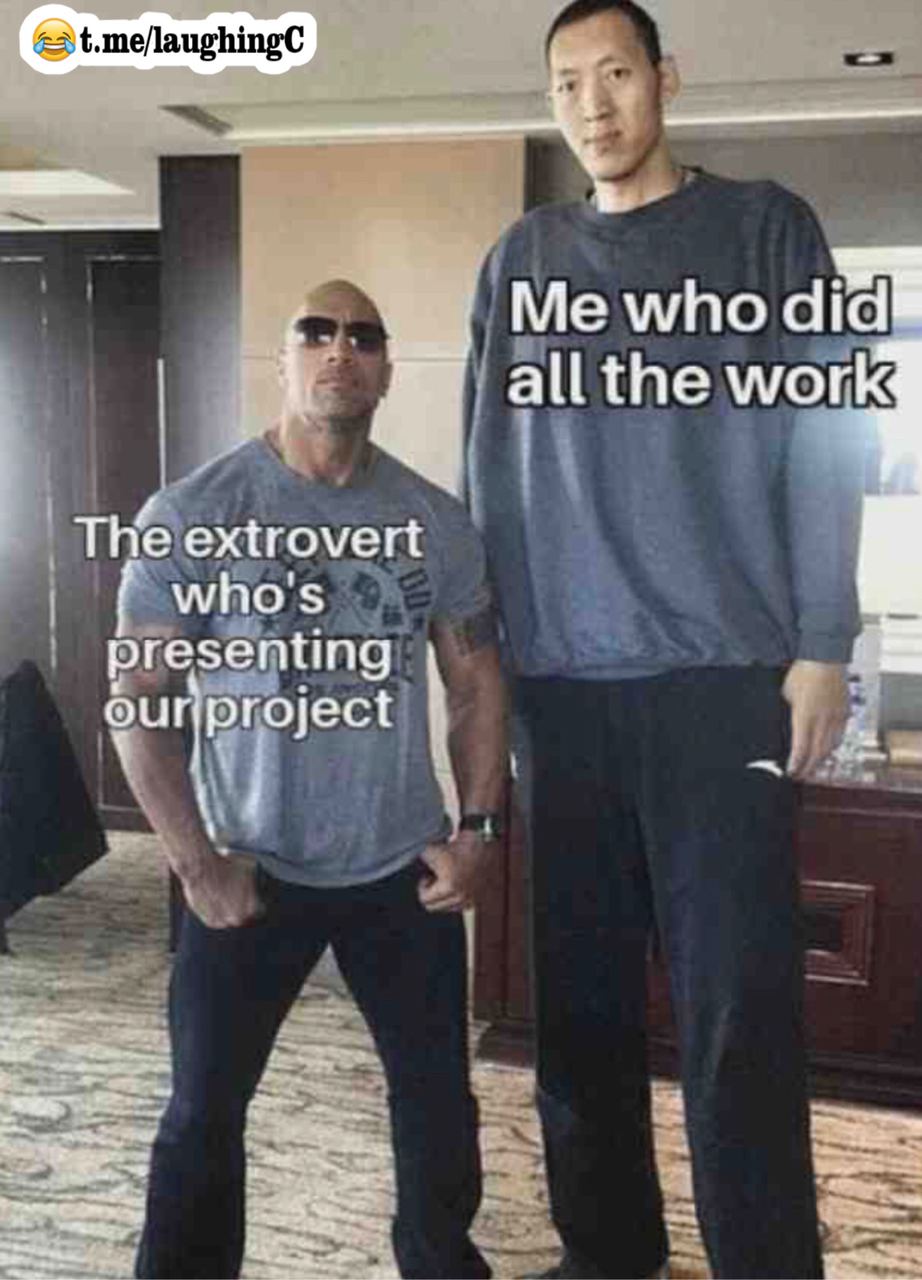 😂t.me/laughingC
Me who did
all the work
The extrovert
who's
presenting
our project